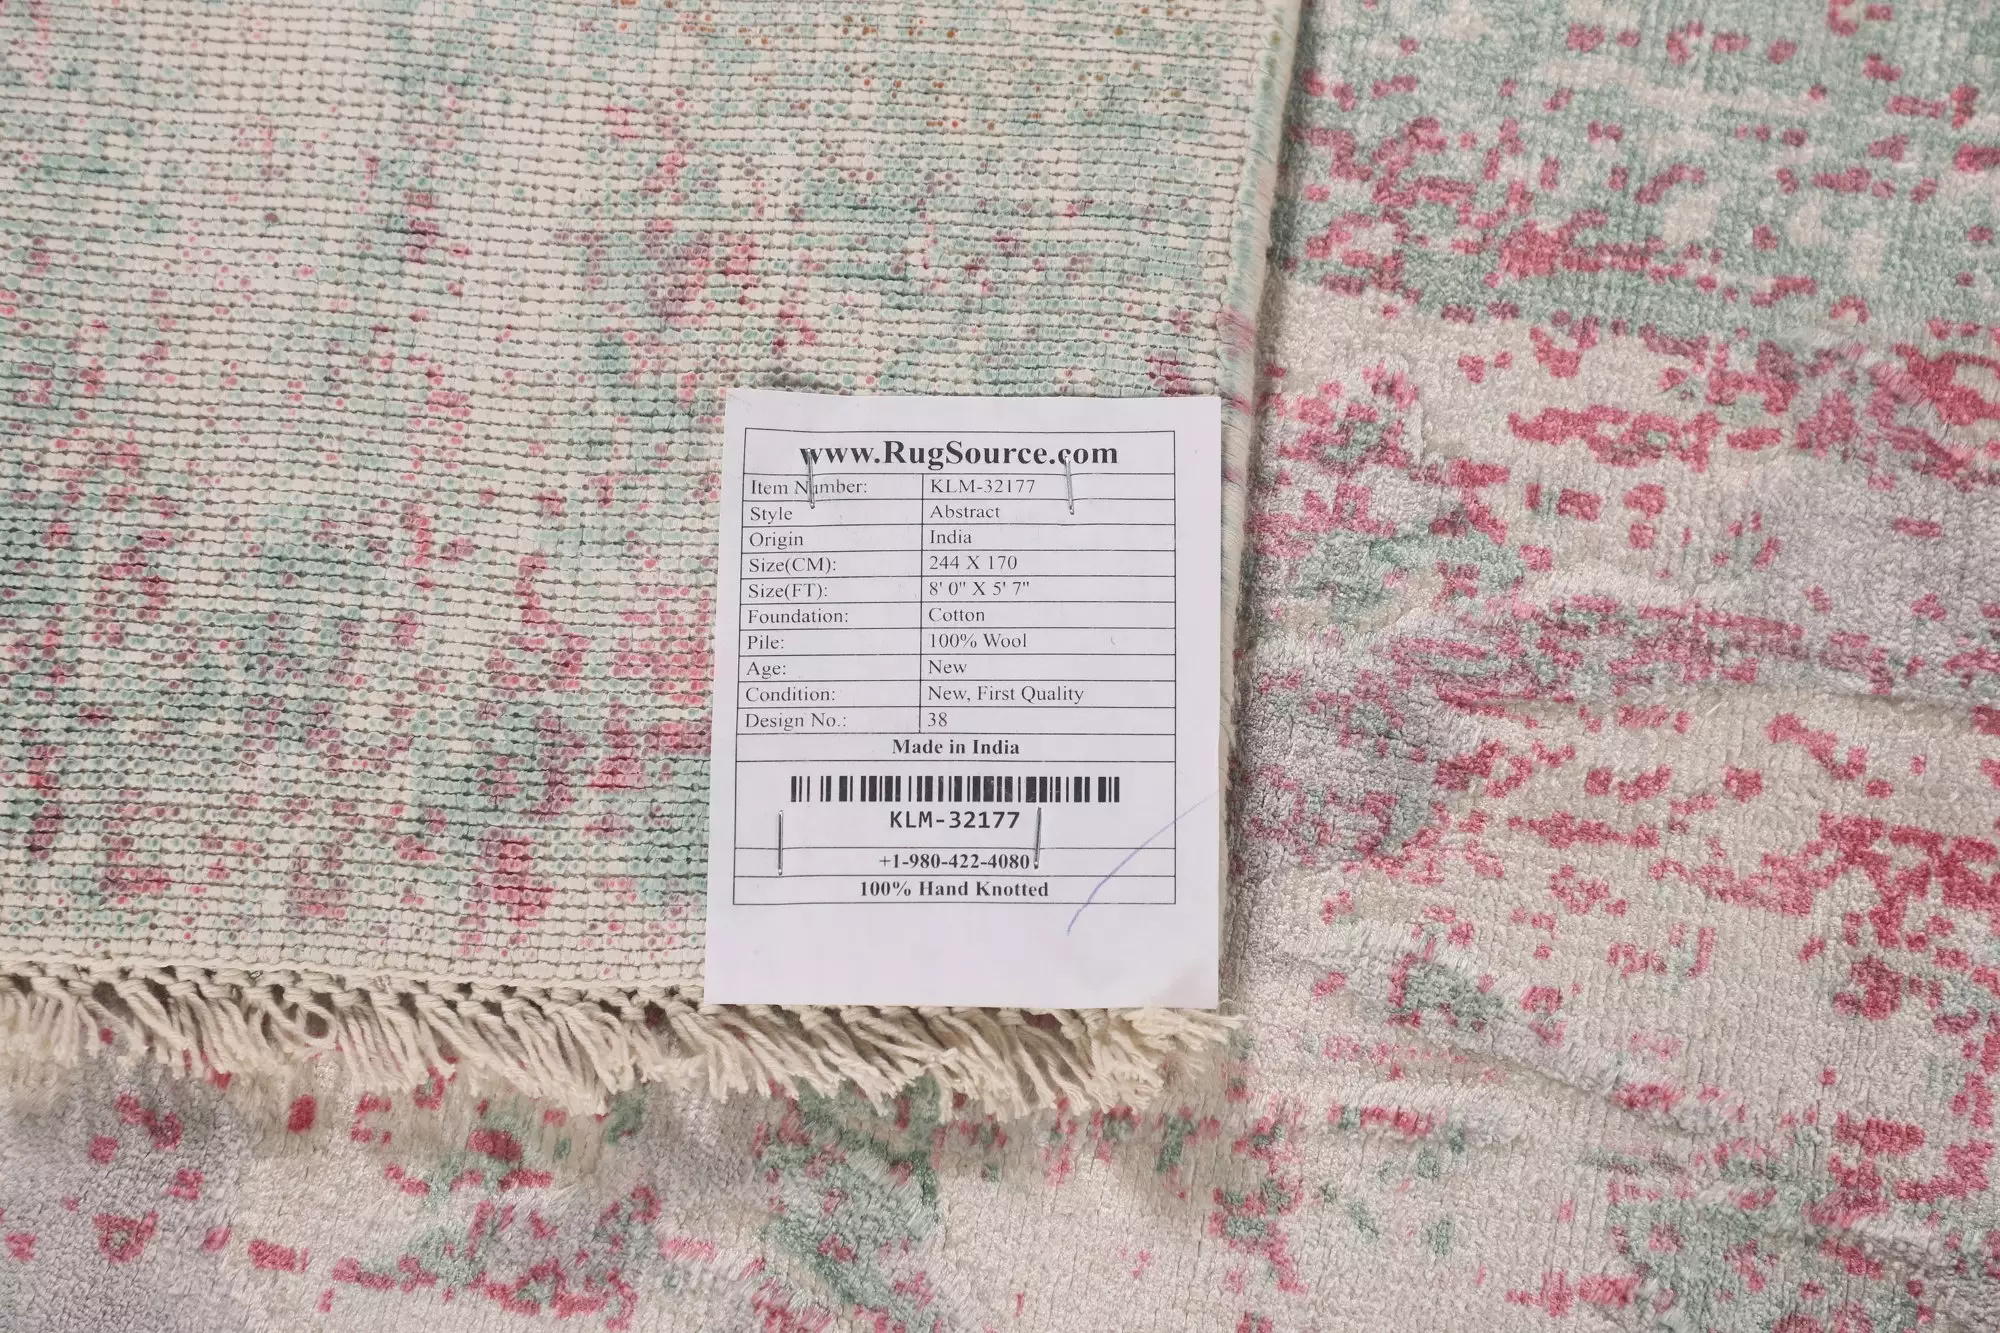 www.RugSource.com
Item Number: KLM-32177
Style Abstract
Origin India
Size(CM): 244 X 170
Size(FT): 8' 0" X 5' 7"
Foundation: Cotton
Pile: 100% Wool
Age: New
Condition: New, First Quality
Design No.: 38
Made in India
KLM-32177
+1-980-422-4080
100% Hand Knotted